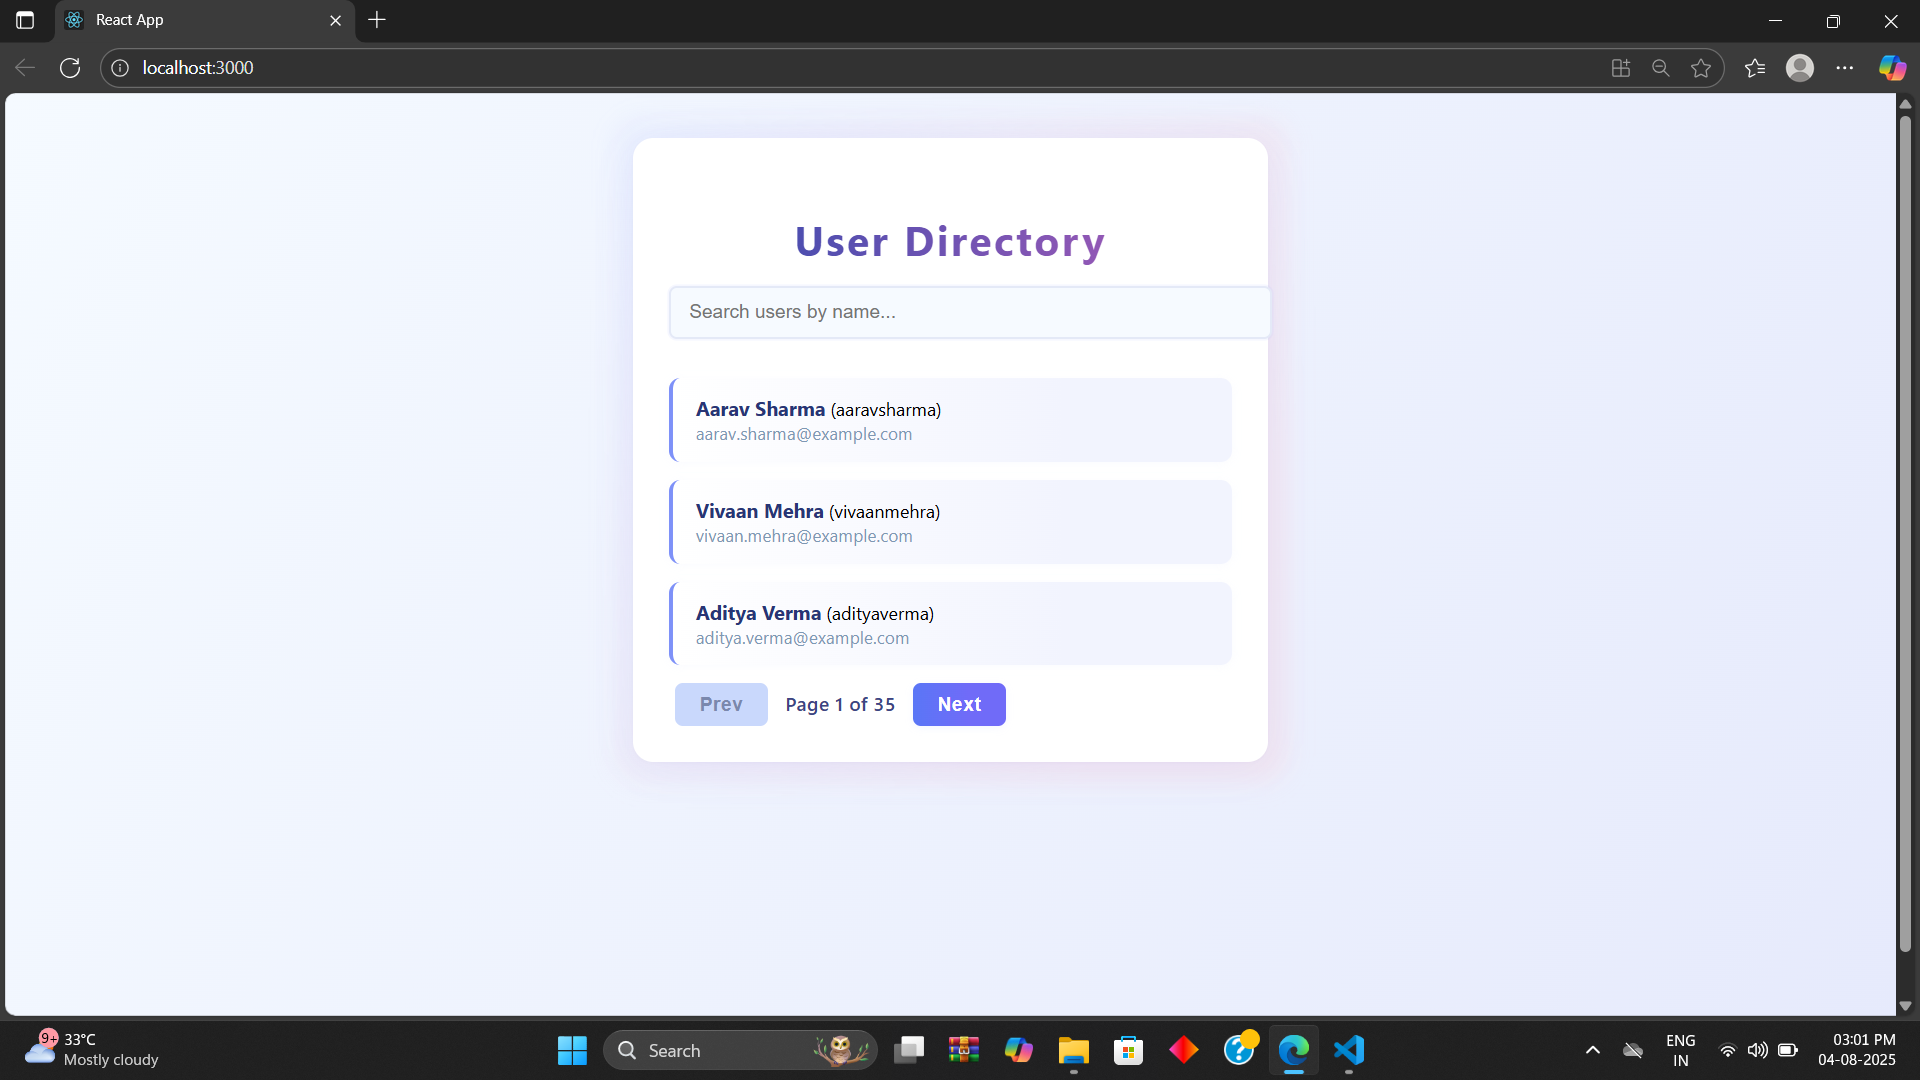 React App
localhost:3000
User Directory
Search users by name...
Aarav Sharma (aaravsharma)
aarav.sharma@example.com
Vivaan Mehra (vivaanmehra)
vivaan.mehra@example.com
Aditya Verma (adityaverma)
aditya.verma@example.com
Prev Page 1 of 35 Next
9+
33°C
Mostly cloudy
Search
ENG
IN
03:01 PM
04-08-2025